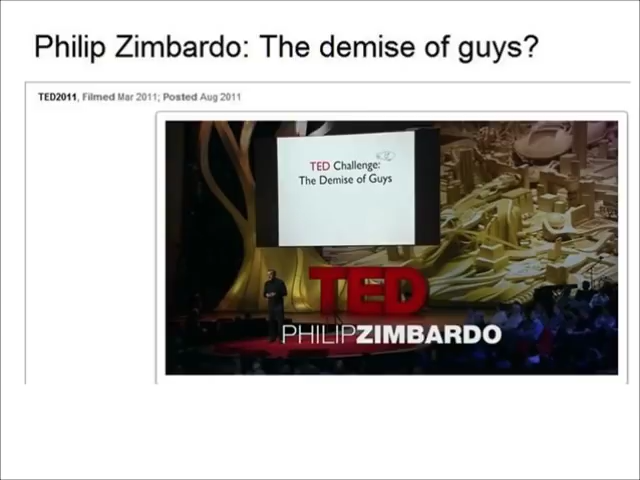 Philip Zimbardo: The demise of guys?
TED2011, Filmed Mar 2011; Posted Aug 2011
TED Challenge:
The Demise of Guys
TED
PHILIPZIMBARDO